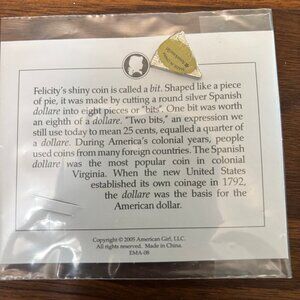 Felicity's shiny coin is called a bit. Shaped like a piece
of pie, it was made by cutting a round silver Spanish
dollare into eight pieces or "bits". One bit was worth
an eighth of a dollare. "Two bits," an expression we
still use today to mean 25 cents, equalled a quarter of
a dollare. During America's colonial years, people
used coins from many foreign countries. The Spanish
dollare was the most popular coin in colonial
Virginia. When the new United States
established its own coinage in 1792,
the dollare was the basis for the
American dollar.
Copyright © 2005 American Girl, LLC.
All rights reserved. Made in China.
EMA-08